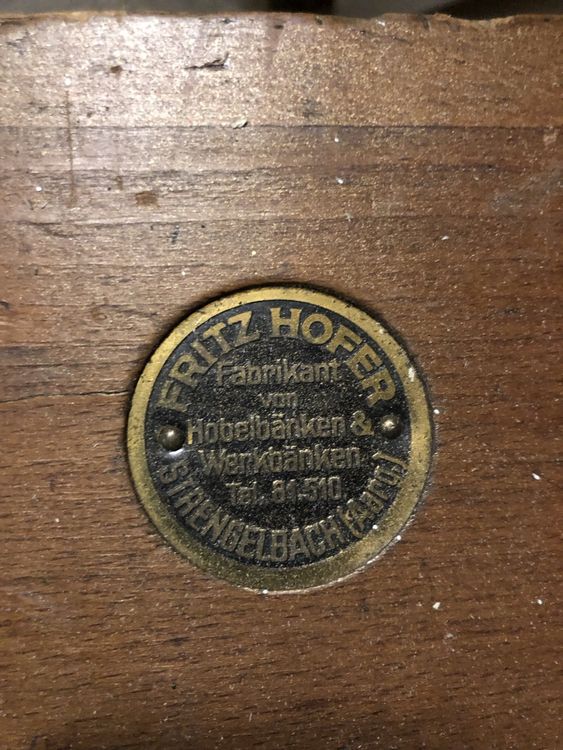 FRITZ HOFER
Fabrikant
von
Hobelbänken &
Werkbänken
Tel. 81-510
STRENGELBACH (Aarg.)